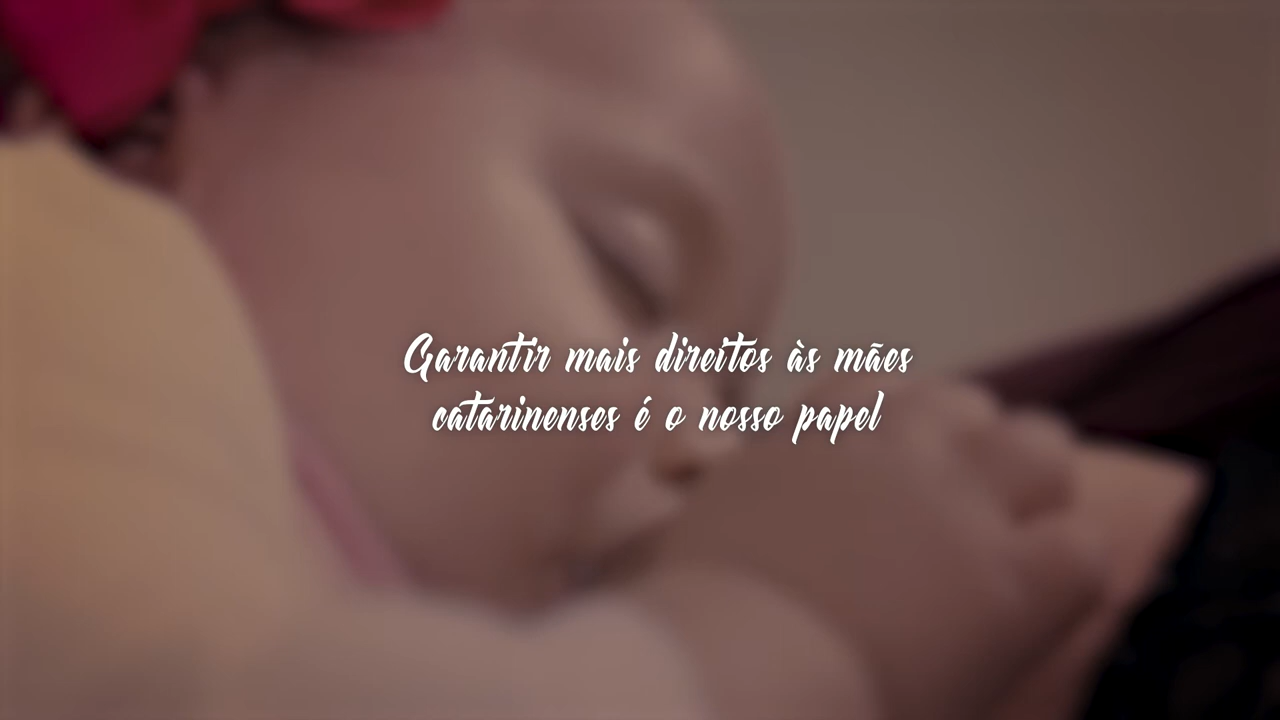 Garantir mais direitos às mães
catarinenses é o nosso papel